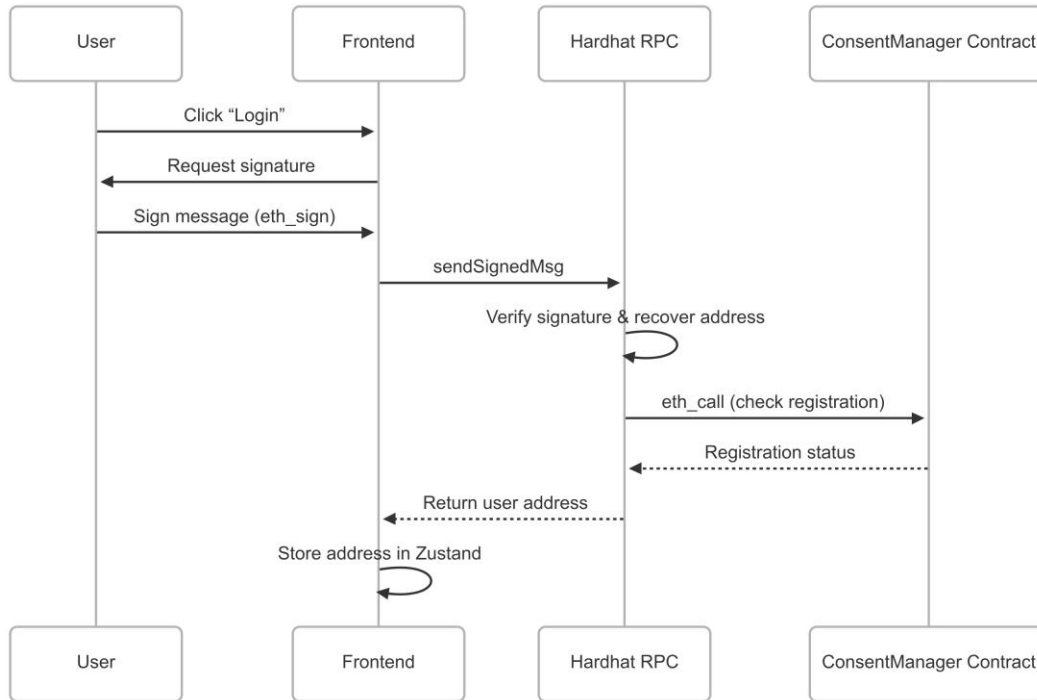 User
Frontend
Hardhat RPC
ConsentManager Contract
Click “Login”
Request signature
Sign message (eth_sign)
sendSignedMsg
Verify signature & recover address
eth_call (check registration)
Registration status
Return user address
Store address in Zustand
User
Frontend
Hardhat RPC
ConsentManager Contract